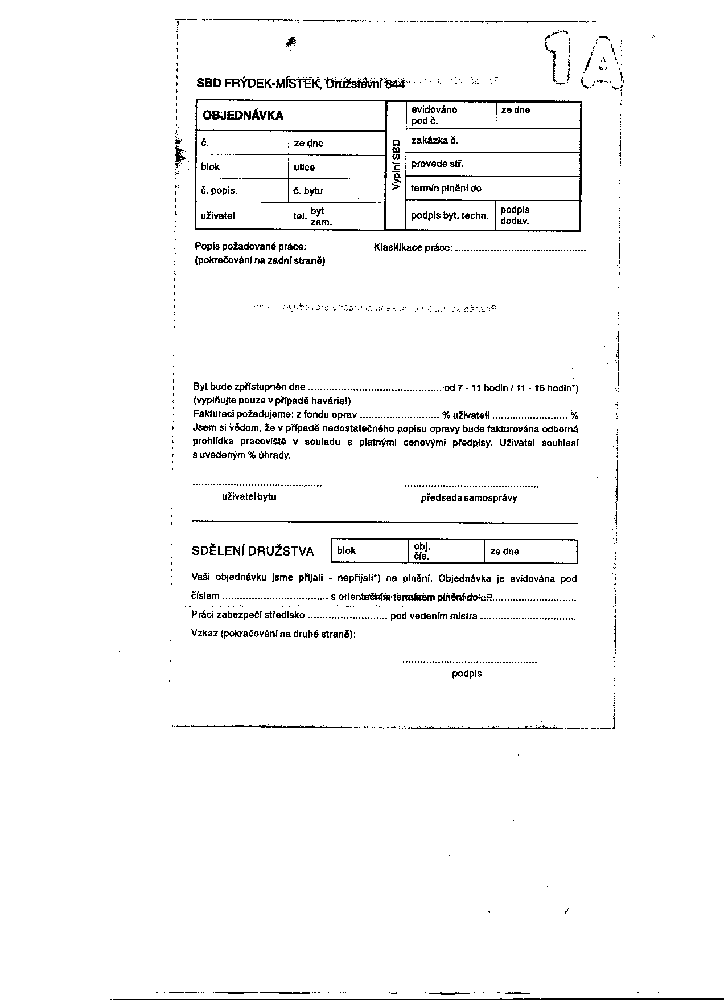 1A
SBD FRÝDEK-MÍSTEK, Družstevní 844
OBJEDNÁVKA
č. ze dne
blok ulice
č. popis. č. bytu
uživatel tel. byt
zam.
Vyplní SBD
evidováno ze dne
pod č.
zakázka č.
provede stř.
termín plnění do
podpis byt. techn. podpis
dodav.
Popis požadované práce: Klasifikace práce: ............................................
(pokračování na zadní straně)
Byt bude zpřístupněn dne ............................................. od 7 - 11 hodin / 11 - 15 hodin*)
(vyplňujte pouze v případě havárie!)
Fakturaci požadujeme: z fondu oprav ........................... % uživatelí ......................... %
Jsem si vědom, že v případě nedostatečného popisu opravy bude fakturována odborná
prohlídka pracoviště v souladu s platnými cenovými předpisy. Uživatel souhlasí
s uvedeným % úhrady.
............................................ .............................................
uživatel bytu předseda samosprávy
SDĚLENÍ DRUŽSTVA blok obj. ze dne
čís.
Vaši objednávku jsme přijali - nepřijali*) na plnění. Objednávka je evidována pod
číslem .................................... s orientačním termínem plnění do ............................
Práci zabezpečí středisko ........................... pod vedením mistra ................................
Vzkaz (pokračování na druhé straně):
.............................................
podpis